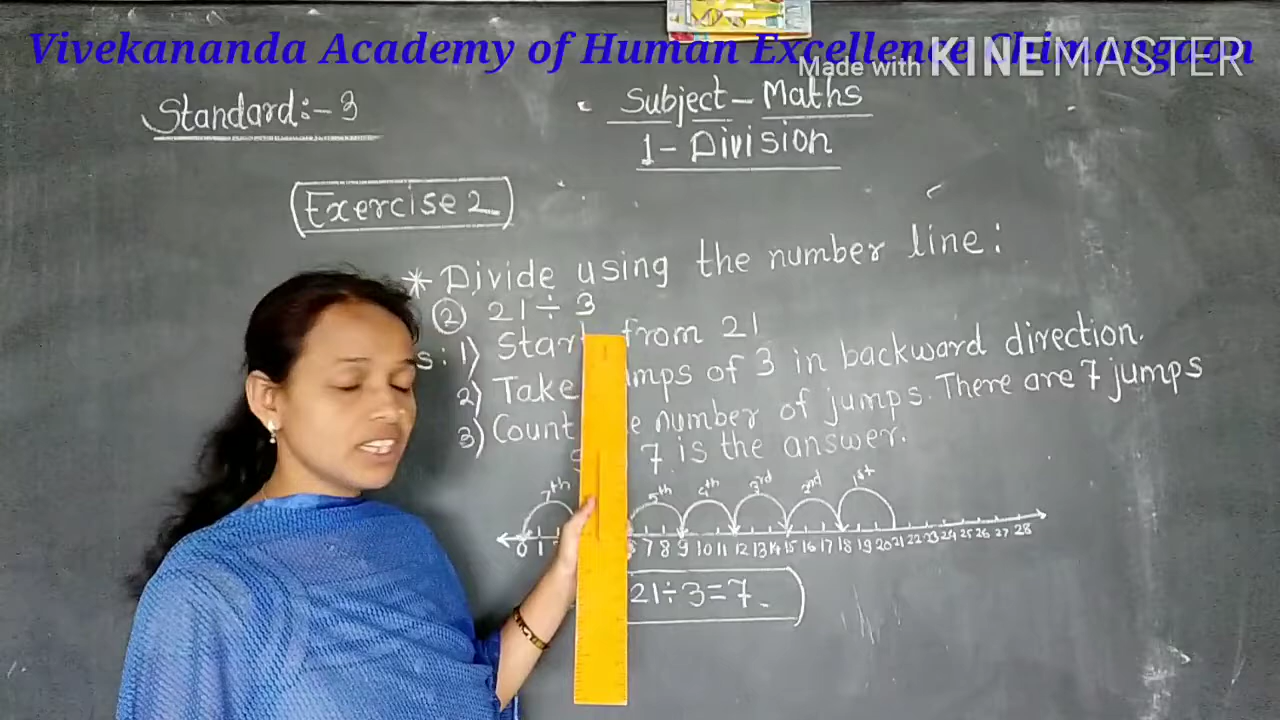 Vivekananda Academy of Human Excellence Chimangaon
Made with KINEMASTER
Standard:- 3
Subject - Maths
1 - Division
Exercise 2
* Divide using the number line:
② 21 ÷ 3
s: 1) Start from 21
2) Take jumps of 3 in backward direction.
3) Count the number of jumps. There are 7 jumps
7 is the answer.
7th 5th 4th 3rd 2nd 1st
0 1 7 8 9 10 11 12 13 14 15 16 17 18 19 20 21 22 23 24 25 26 27 28
21÷3=7.